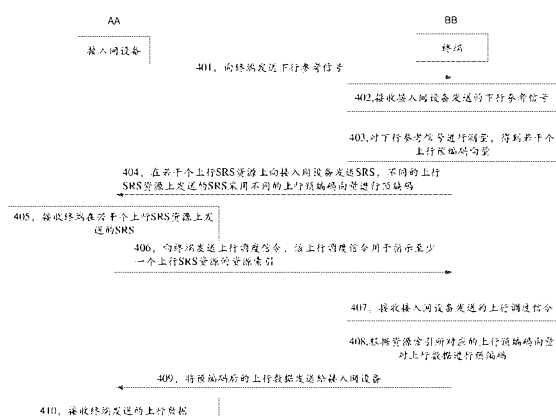 AA
BB
接入网设备
终端
401，向终端发送下行参考信号
402,接收接入网设备发送的下行参考信号
403,对下行参考信号进行测量，得到若干个
上行预编码向量
404，在若干个上行SRS资源上向接入网设备发送SRS，不同的上行
SRS资源上发送的SRS采用不同的上行预编码向量进行预编码
405，接收终端在若干个上行SRS资源上发
送的SRS
406，向终端发送上行调度信令，该上行调度信令用于指示至少
一个上行SRS资源的资源索引
407，接收接入网设备发送的上行调度信令
408,根据资源索引所对应的上行预编码向量
对上行数据进行预编码
409，将预编码后的上行数据发送给接入网设备
410，接收终端发送的上行数据